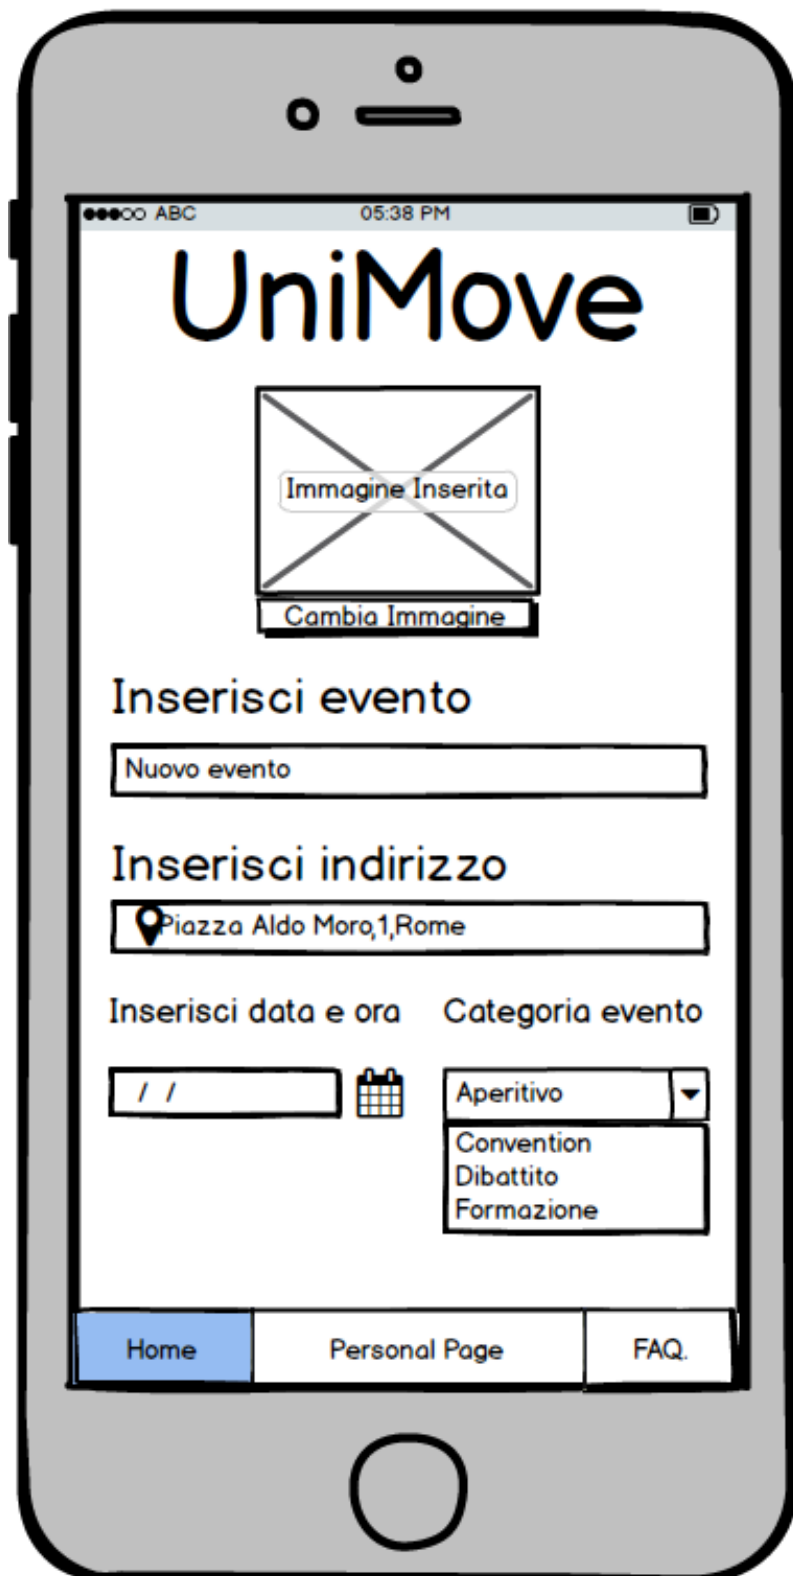 ABC 05:38 PM
UniMove
Immagine Inserita
Cambia Immagine
Inserisci evento
Nuovo evento
Inserisci indirizzo
Piazza Aldo Moro,1,Rome
Inserisci data e ora Categoria evento
/ / Aperitivo
Convention
Dibattito
Formazione
Home Personal Page FAQ.